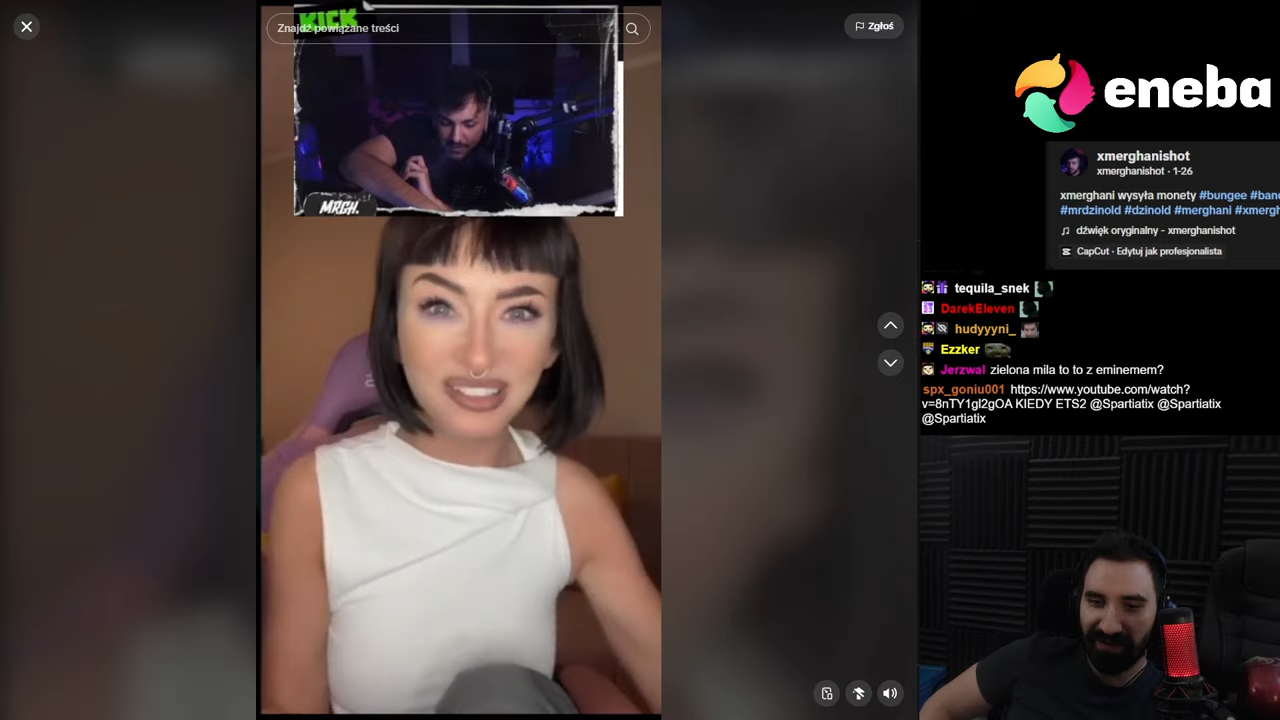 KICK
Znajdź powiązane treści
Zgłoś
MRGH.
eneba
xmerghanishot
xmerghanishot · 1-26
xmerghani wysyła monety #bungee #ban
#mrdzinold #dzinold #merghani #xmergh
dźwięk oryginalny - xmerghanishot
CapCut · Edytuj jak profesjonalista
tequila_snek
DarekEleven
hudyyyni_
Ezzker
Jerzwal zielona mila to to z eminemem?
spx_goniu001 https://www.youtube.com/watch?
v=8nTY1gl2gOA KIEDY ETS2 @Spartiatix @Spartiatix
@Spartiatix